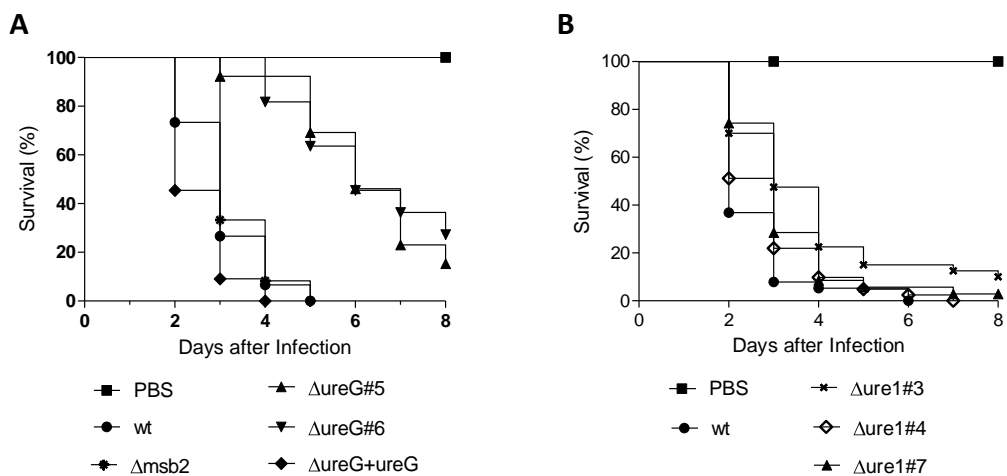 A
B
100
80
60
40
20
0
Survival (%)
0 2 4 6 8
Days after Infection
PBS
wt
Δmsb2
ΔureG#5
ΔureG#6
ΔureG+ureG
100
80
60
40
20
0
Survival (%)
0 2 4 6 8
Days after Infection
PBS
wt
Δure1#3
Δure1#4
Δure1#7